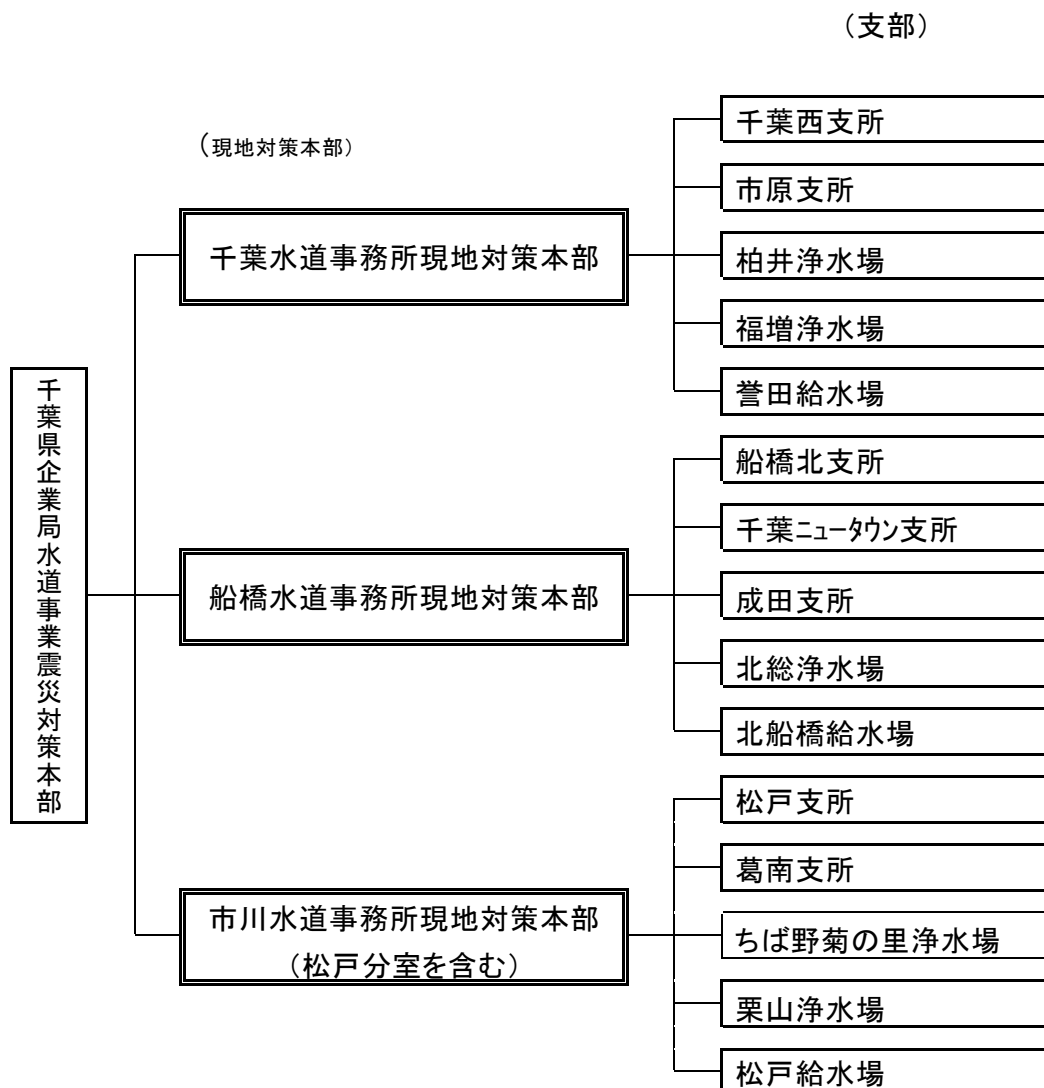 （支部）
（現地対策本部）
千葉県企業局水道事業震災対策本部
千葉水道事務所現地対策本部
千葉西支所
市原支所
柏井浄水場
福増浄水場
誉田給水場
船橋水道事務所現地対策本部
船橋北支所
千葉ニュータウン支所
成田支所
北総浄水場
北船橋給水場
市川水道事務所現地対策本部
（松戸分室を含む）
松戸支所
葛南支所
ちば野菊の里浄水場
栗山浄水場
松戸給水場